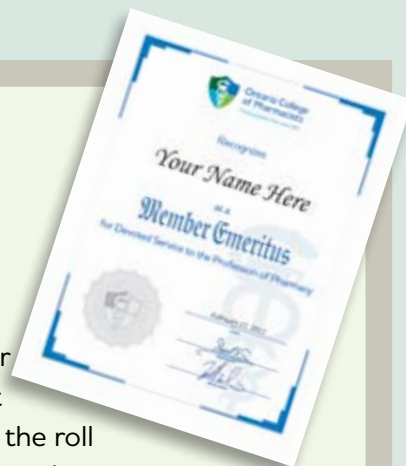 Ontario College
of Pharmacists
Recognizes
Your Name Here
as a
Member Emeritus
for Devoted Service to the Profession of Pharmacy
February
the roll